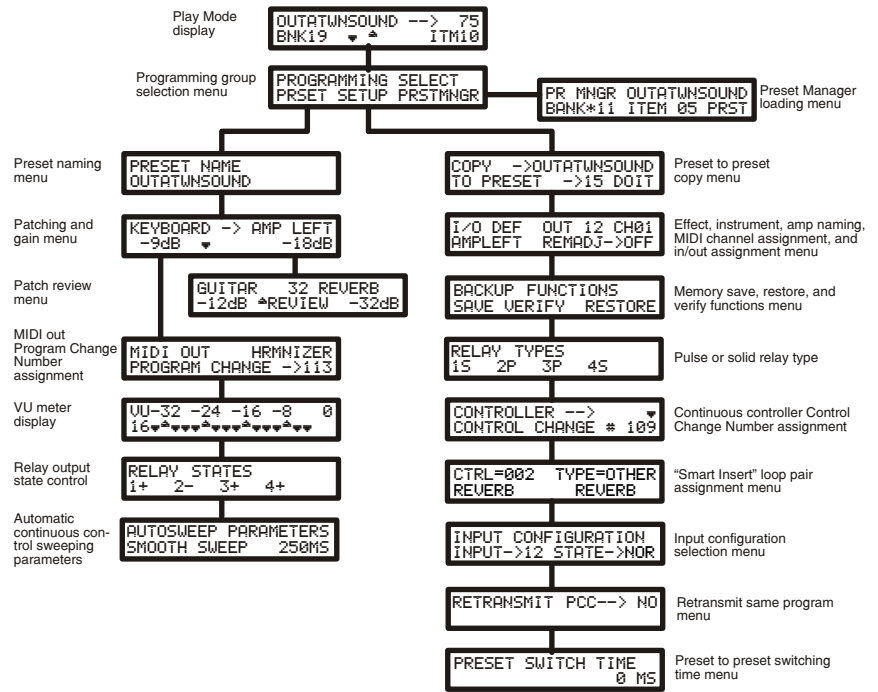 Play Mode
display
OUTATWNSOUND --> 75
BNK19 ITM10
Programming group
selection menu
PROGRAMMING SELECT
PRSET SETUP PRSTMNGR
PR MNGR OUTATWNSOUND
BANK*11 ITEM 05 PRST
Preset Manager
loading menu
Preset naming
menu
PRESET NAME
OUTATWNSOUND
Patching and
gain menu
KEYBOARD -> AMP LEFT
-9dB ▾ -18dB
Patch review
menu
GUITAR 32 REVERB
-12dB REVIEW -32dB
MIDI out
Program Change
Number
assignment
MIDI OUT HRMNIZER
PROGRAM CHANGE ->113
VU meter
display
VU-32 -24 -16 -8 0
16
Relay output
state control
RELAY STATES
1+ 2- 3+ 4+
Automatic
continuous con-
trol sweeping
parameters
AUTOSWEEP PARAMETERS
SMOOTH SWEEP 250MS
COPY ->OUTATWNSOUND
TO PRESET ->15 DOIT
Preset to preset
copy menu
I/O DEF OUT 12 CH01
AMPLEFT REMADJ->OFF
Effect, instrument, amp naming,
MIDI channel assignment, and
in/out assignment menu
BACKUP FUNCTIONS
SAVE VERIFY RESTORE
Memory save, restore, and
verify functions menu
RELAY TYPES
1S 2P 3P 4S
Pulse or solid relay type
CONTROLLER --> ▾
CONTROL CHANGE # 109
Continuous controller Control
Change Number assignment
CTRL=002 TYPE=OTHER
REVERB REVERB
“Smart Insert” loop pair
assignment menu
INPUT CONFIGURATION
INPUT->12 STATE->NOR
Input configuration
selection menu
RETRANSMIT PCC--> NO
Retransmit same program
menu
PRESET SWITCH TIME
0 MS
Preset to preset switching
time menu